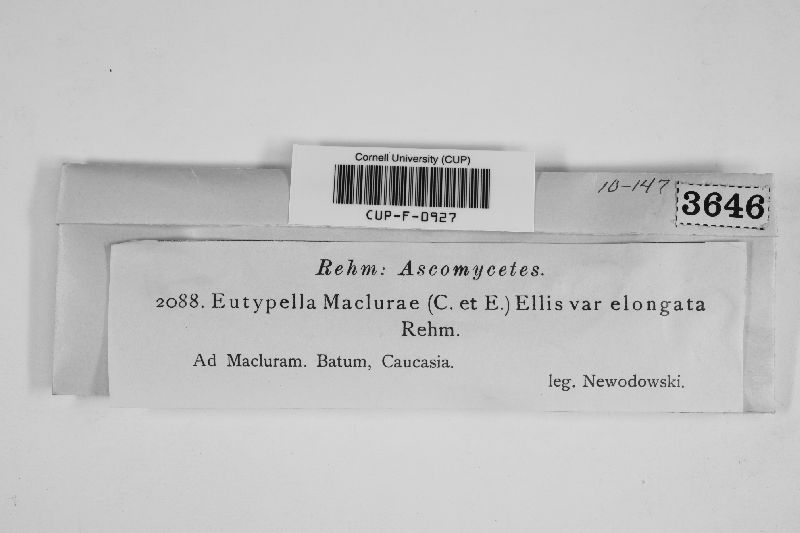 Cornell University (CUP)
CUP-F-0927
10-147
3646
Rehm: Ascomycetes.
2088. Eutypella Maclurae (C. et E.) Ellis var elongata
Rehm.
Ad Macluram. Batum, Caucasia.
leg. Newodowski.